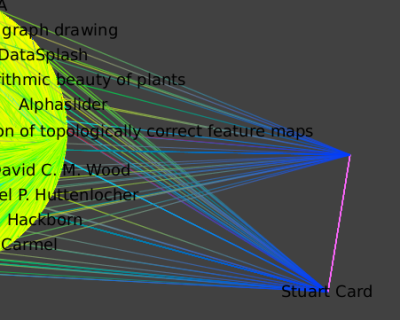 A
graph drawing
DataSplash
rithmic beauty of plants
Alphaslider
on of topologically correct feature maps
David C. M. Wood
el P. Huttenlocher
Hackborn
Carmel
Stuart Card